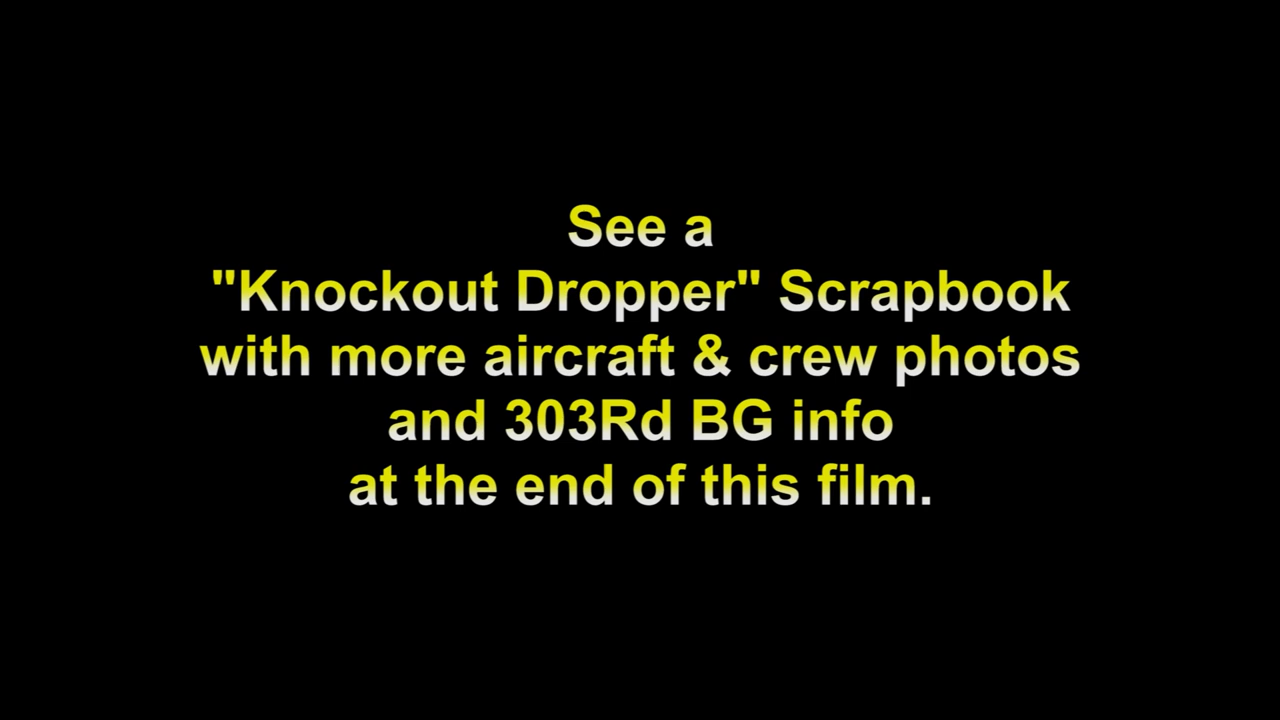 See a
"Knockout Dropper" Scrapbook
with more aircraft & crew photos
and 303Rd BG info
at the end of this film.